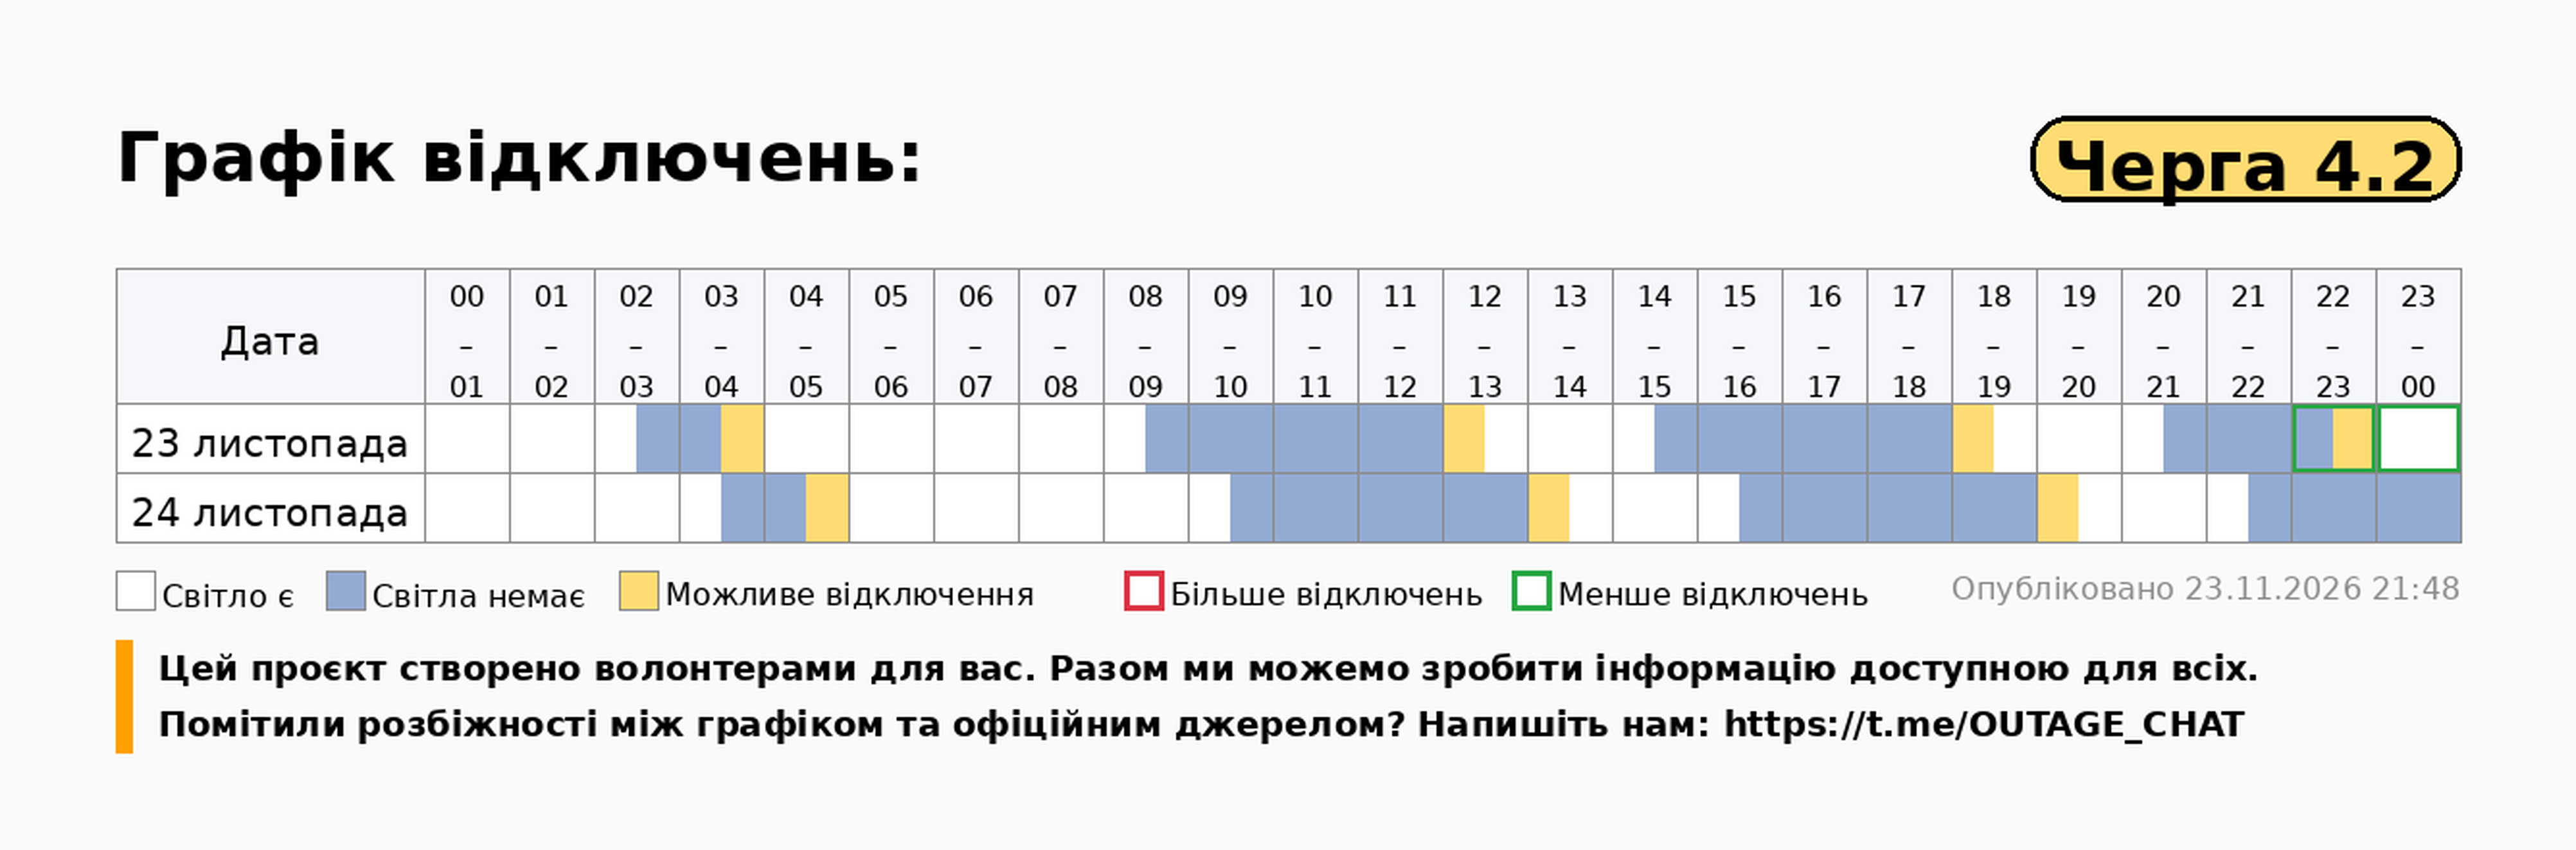 Графік відключень:
Черга 4.2
Дата
00 – 01
01 – 02
02 – 03
03 – 04
04 – 05
05 – 06
06 – 07
07 – 08
08 – 09
09 – 10
10 – 11
11 – 12
12 – 13
13 – 14
14 – 15
15 – 16
16 – 17
17 – 18
18 – 19
19 – 20
20 – 21
21 – 22
22 – 23
23 – 00
23 листопада
24 листопада
Світло є
Світла немає
Можливе відключення
Більше відключень
Менше відключень
Опубліковано 23.11.2026 21:48
Цей проєкт створено волонтерами для вас. Разом ми можемо зробити інформацію доступною для всіх.
Помітили розбіжності між графіком та офіційним джерелом? Напишіть нам: https://t.me/OUTAGE_CHAT